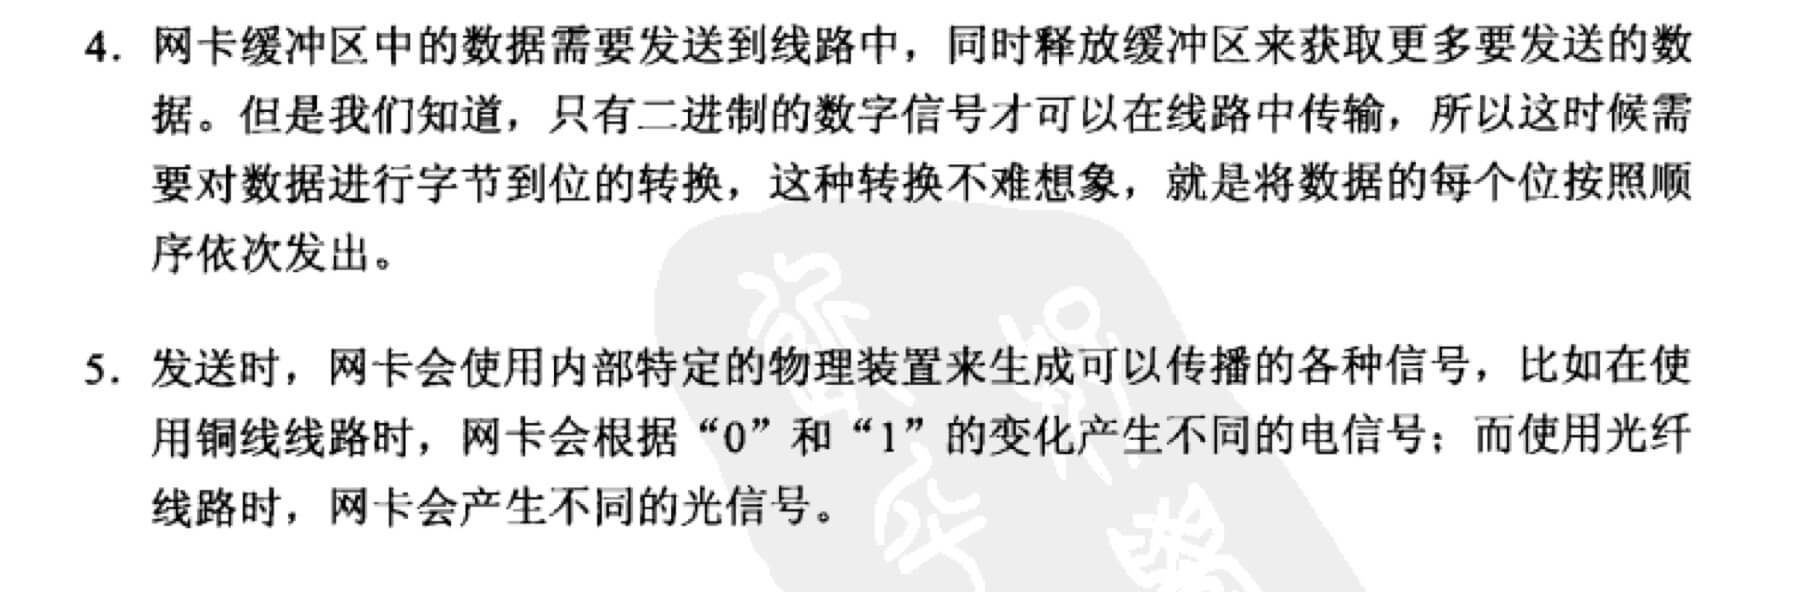 4. 网卡缓冲区中的数据需要发送到线路中，同时释放缓冲区来获取更多要发送的数
据。但是我们知道，只有二进制的数字信号才可以在线路中传输，所以这时候需
要对数据进行字节到位的转换，这种转换不难想象，就是将数据的每个位按照顺
序依次发出。
5. 发送时，网卡会使用内部特定的物理装置来生成可以传播的各种信号，比如在使
用铜线线路时，网卡会根据“0”和“1”的变化产生不同的电信号；而使用光纤
线路时，网卡会产生不同的光信号。